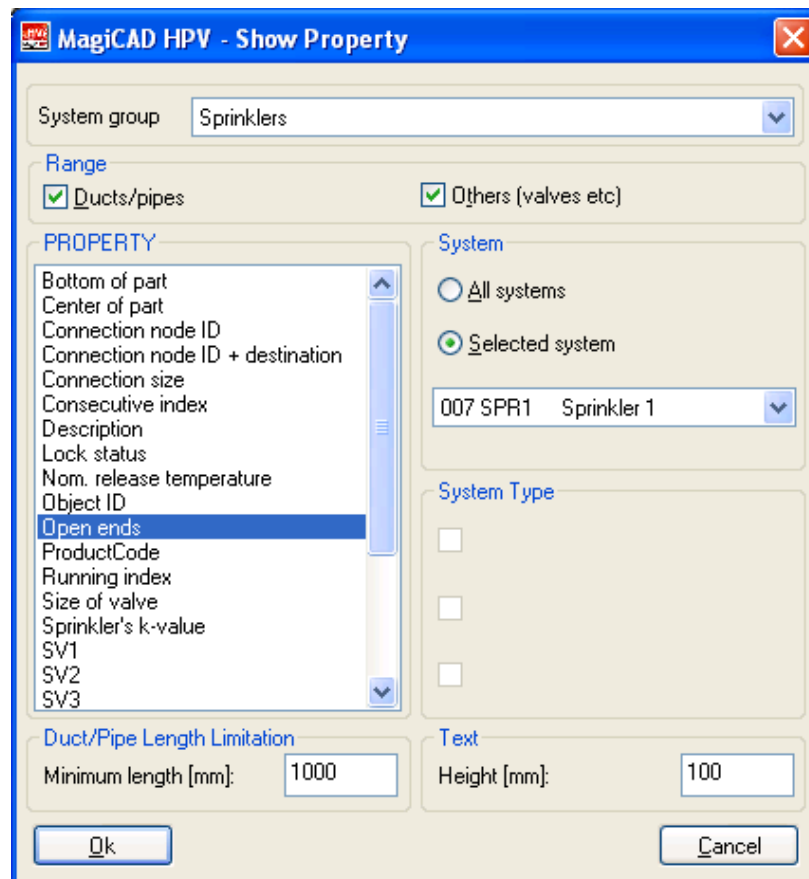 MagiCAD HPV - Show Property
System group Sprinklers
Range
Ducts/pipes Others (valves etc)
PROPERTY
Bottom of part
Center of part
Connection node ID
Connection node ID + destination
Connection size
Consecutive index
Description
Lock status
Nom. release temperature
Object ID
Open ends
ProductCode
Running index
Size of valve
Sprinkler's k-value
SV1
SV2
SV3
System
All systems
Selected system
007 SPR1 Sprinkler 1
System Type
Duct/Pipe Length Limitation
Minimum length [mm]: 1000
Text
Height [mm]: 100
Ok Cancel